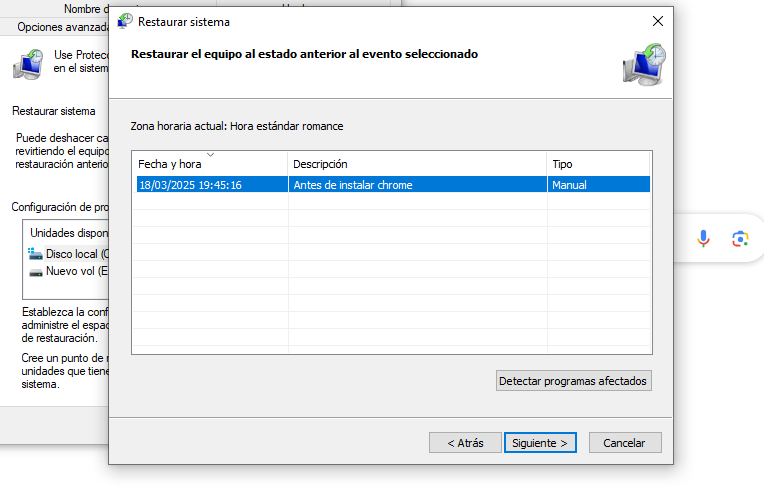 Nombre de
Opciones avanzada
Use Protecc
en el sistem
Restaurar sistema
Puede deshacer ca
revirtiendo el equipo
restauración anterio
Configuración de pro
Unidades dispon
Disco local (C
Nuevo vol (E
Establezca la conf
administre el espac
de restauración.
Cree un punto de r
unidades que tiene
sistema.
Restaurar sistema
Restaurar el equipo al estado anterior al evento seleccionado
Zona horaria actual: Hora estándar romance
Fecha y hora Descripción Tipo
18/03/2025 19:45:16 Antes de instalar chrome Manual
Detectar programas afectados
< Atrás Siguiente > Cancelar